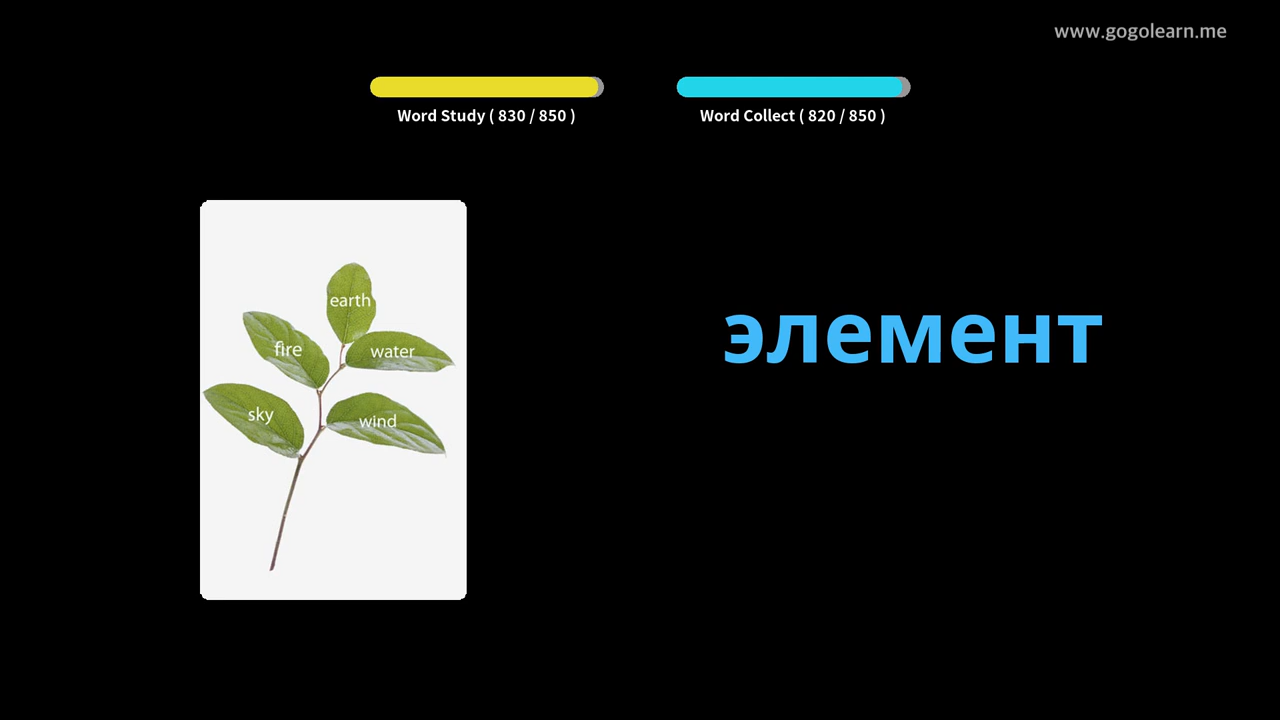 www.gogolearn.me
Word Study ( 830 / 850 )
Word Collect ( 820 / 850 )
earth
fire
water
sky
wind
элемент